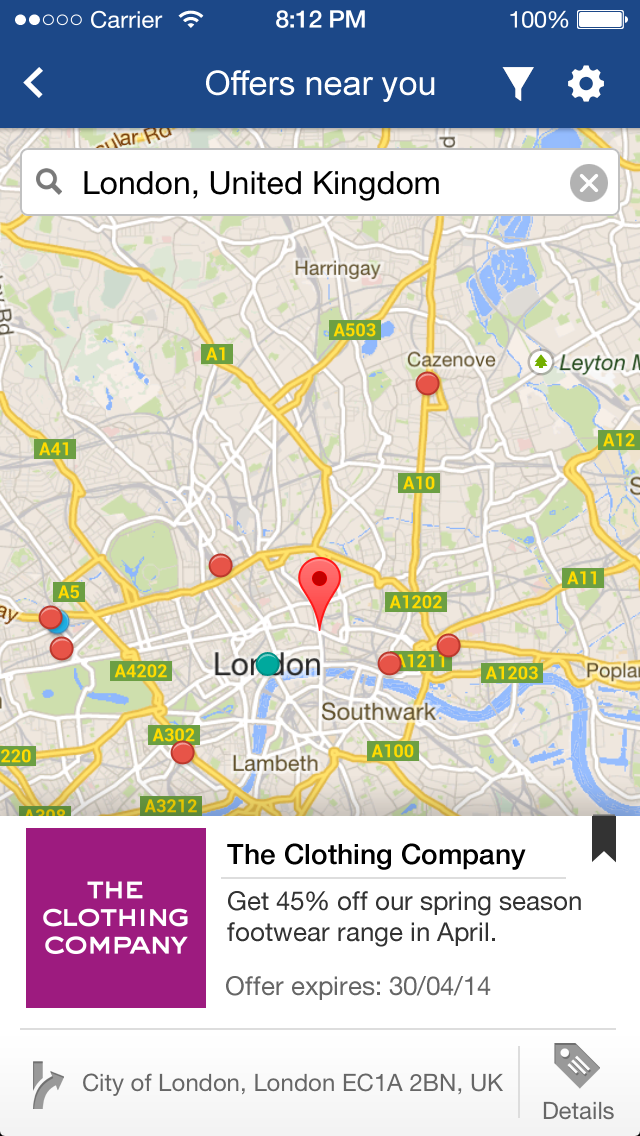 Carrier 8:12 PM 100%
Offers near you
London, United Kingdom
Harringay
A503
A1
Cazenove
Leyton M
A41
A12
A10
A5
A11
A1202
London
A1211
A4202
A1203
Poplar
Southwark
A302
A100
220
Lambeth
A3212
THE
CLOTHING
COMPANY
The Clothing Company
Get 45% off our spring season
footwear range in April.
Offer expires: 30/04/14
City of London, London EC1A 2BN, UK
Details